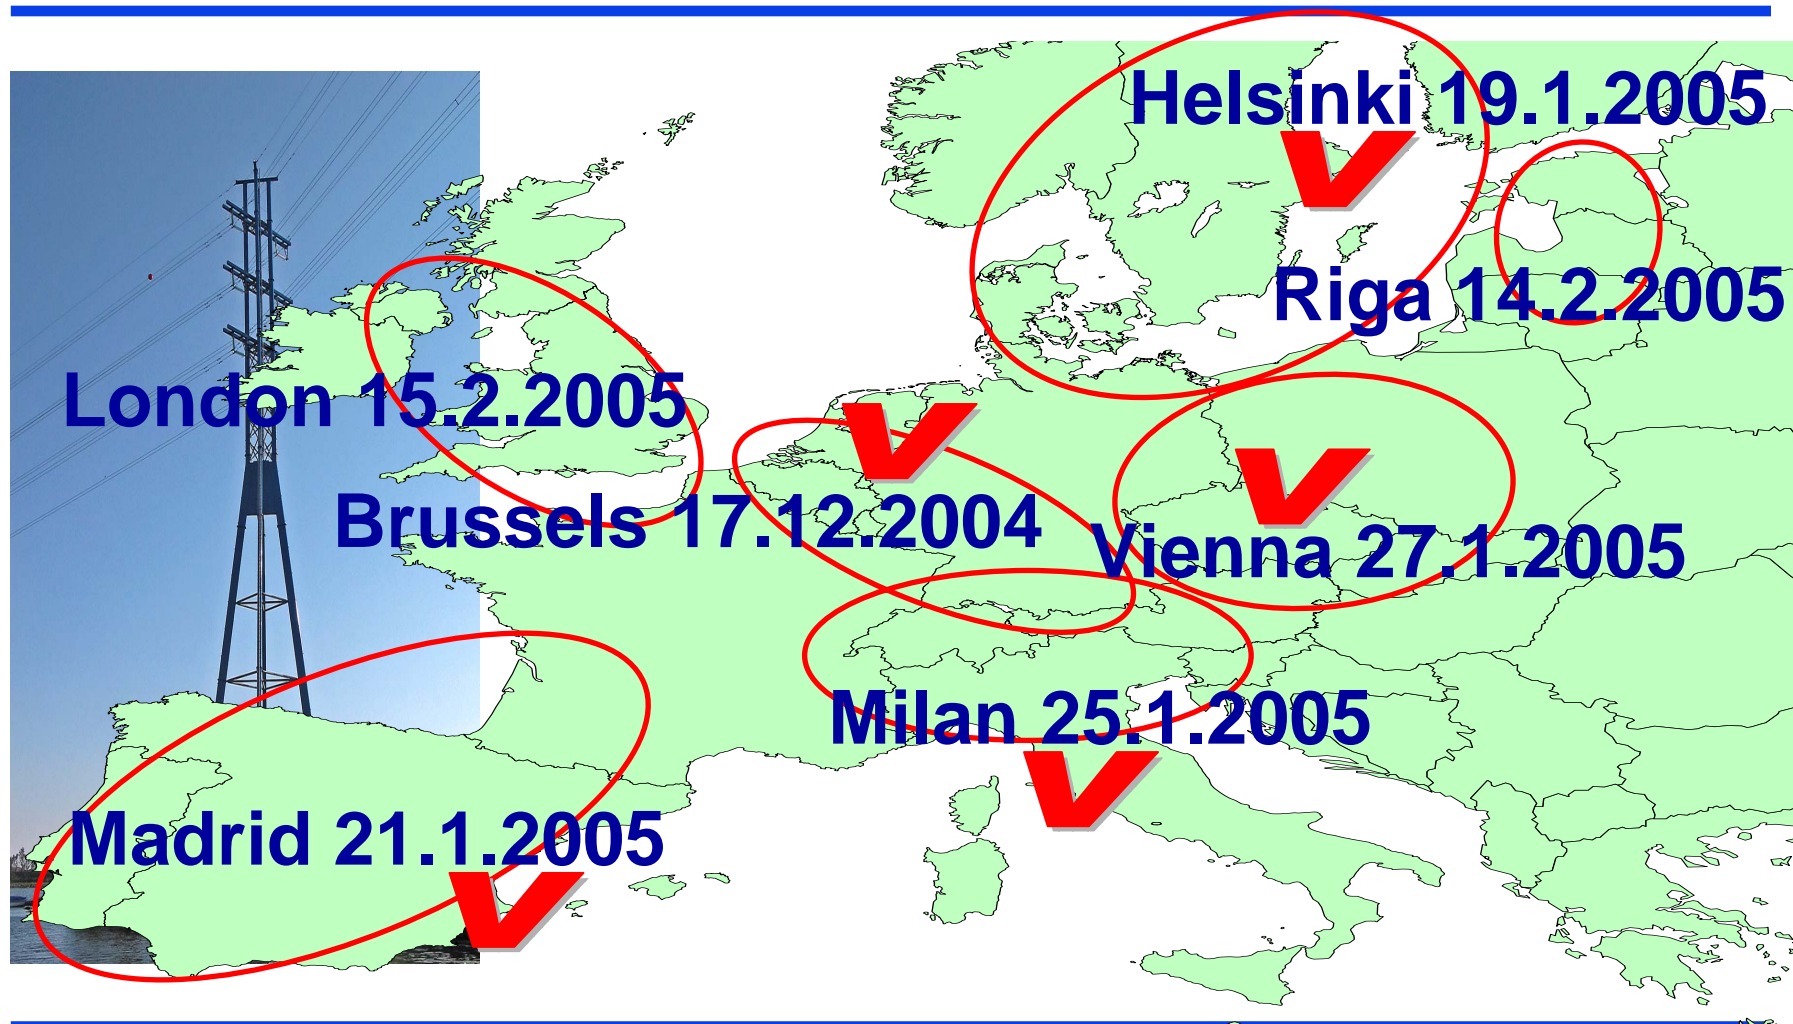 Helsinki 19.1.2005
V
Riga 14.2.2005
London 15.2.2005
V
Brussels 17.12.2004
V
Vienna 27.1.2005
Milan 25.1.2005
V
Madrid 21.1.2005
V